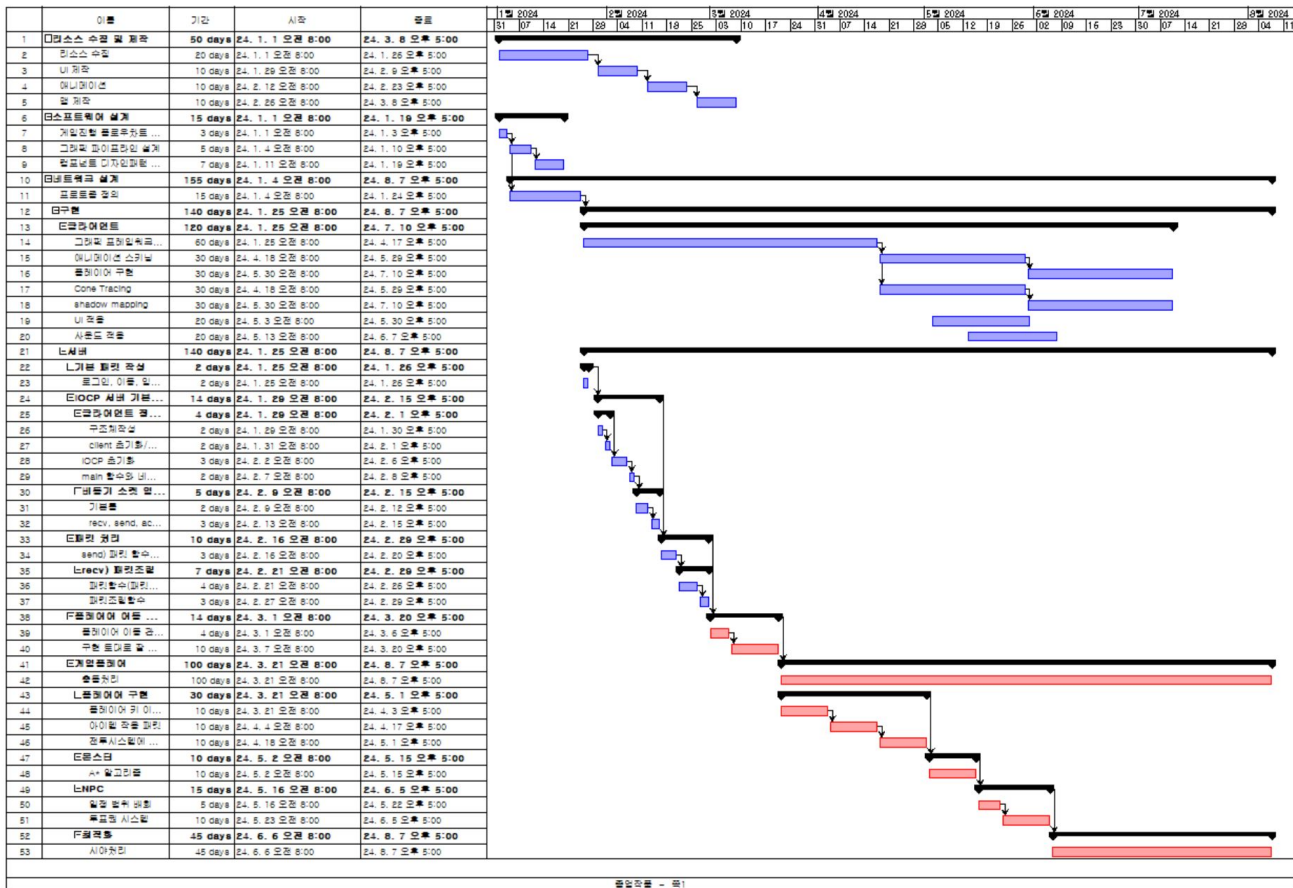 이름 기간 시작 종료 1월 2024 2월 2024 3월 2024 4월 2024 5월 2024 6월 2024 7월 2024 8월 2024
31 07 14 21 28 04 11 18 25 03 10 17 24 31 07 14 21 28 05 12 19 26 02 09 16 23 30 07 14 21 28 04 11
1 리소스 수집 및 제작 50 days 24. 1. 1 오전 8:00 24. 3. 8 오후 5:00
2 리소스 수집 20 days 24. 1. 1 오전 8:00 24. 1. 26 오후 5:00
3 UI 제작 10 days 24. 1. 29 오전 8:00 24. 2. 9 오후 5:00
4 애니메이션 10 days 24. 2. 12 오전 8:00 24. 2. 23 오후 5:00
5 맵 제작 10 days 24. 2. 26 오전 8:00 24. 3. 8 오후 5:00
6 소프트웨어 설계 15 days 24. 1. 1 오전 8:00 24. 1. 19 오후 5:00
7 게임진행 플로우차트 ... 3 days 24. 1. 1 오전 8:00 24. 1. 3 오후 5:00
8 그래픽 파이프라인 설계 5 days 24. 1. 4 오전 8:00 24. 1. 10 오후 5:00
9 컴포넌트 디자인패턴 ... 7 days 24. 1. 11 오전 8:00 24. 1. 19 오후 5:00
10 네트워크 설계 155 days 24. 1. 4 오전 8:00 24. 8. 7 오후 5:00
11 프로토콜 정의 15 days 24. 1. 4 오전 8:00 24. 1. 24 오후 5:00
12 구현 140 days 24. 1. 25 오전 8:00 24. 8. 7 오후 5:00
13 클라이언트 120 days 24. 1. 25 오전 8:00 24. 7. 10 오후 5:00
14 그래픽 프레임워크... 60 days 24. 1. 25 오전 8:00 24. 4. 17 오후 5:00
15 애니메이션 스키닝 30 days 24. 4. 18 오전 8:00 24. 5. 29 오후 5:00
16 플레이어 구현 30 days 24. 5. 30 오전 8:00 24. 7. 10 오후 5:00
17 Cone Tracing 30 days 24. 4. 18 오전 8:00 24. 5. 29 오후 5:00
18 shadow mapping 30 days 24. 5. 30 오전 8:00 24. 7. 10 오후 5:00
19 UI 적용 20 days 24. 5. 3 오전 8:00 24. 5. 30 오후 5:00
20 사운드 적용 20 days 24. 5. 13 오전 8:00 24. 6. 7 오후 5:00
21 서버 140 days 24. 1. 25 오전 8:00 24. 8. 7 오후 5:00
22 기본 패킷 작성 2 days 24. 1. 25 오전 8:00 24. 1. 26 오후 5:00
23 로그인, 이동, 일... 2 days 24. 1. 25 오전 8:00 24. 1. 26 오후 5:00
24 IOCP 서버 기본... 14 days 24. 1. 29 오전 8:00 24. 2. 15 오후 5:00
25 클라이언트 정... 4 days 24. 1. 29 오전 8:00 24. 2. 1 오후 5:00
26 구조체작성 2 days 24. 1. 29 오전 8:00 24. 1. 30 오후 5:00
27 client 초기화/... 2 days 24. 1. 31 오전 8:00 24. 2. 1 오후 5:00
28 IOCP 초기화 3 days 24. 2. 2 오전 8:00 24. 2. 6 오후 5:00
29 main 함수와 네... 2 days 24. 2. 7 오전 8:00 24. 2. 8 오후 5:00
30 비동기 소켓 ... 5 days 24. 2. 9 오전 8:00 24. 2. 15 오후 5:00
31 기본틀 2 days 24. 2. 9 오전 8:00 24. 2. 12 오후 5:00
32 recv, send, ac... 3 days 24. 2. 13 오전 8:00 24. 2. 15 오후 5:00
33 패킷 처리 10 days 24. 2. 16 오전 8:00 24. 2. 29 오후 5:00
34 send) 패킷 함수... 3 days 24. 2. 16 오전 8:00 24. 2. 20 오후 5:00
35 recv) 패킷조립 7 days 24. 2. 21 오전 8:00 24. 2. 29 오후 5:00
36 패킷함수(패킷... 4 days 24. 2. 21 오전 8:00 24. 2. 26 오후 5:00
37 패킷조립함수 3 days 24. 2. 27 오전 8:00 24. 2. 29 오후 5:00
38 플레이어 이동 ... 14 days 24. 3. 1 오전 8:00 24. 3. 20 오후 5:00
39 플레이어 이동 관... 4 days 24. 3. 1 오전 8:00 24. 3. 6 오후 5:00
40 구현 토대로 잘 ... 10 days 24. 3. 7 오전 8:00 24. 3. 20 오후 5:00
41 게임플레이 100 days 24. 3. 21 오전 8:00 24. 8. 7 오후 5:00
42 충돌처리 100 days 24. 3. 21 오전 8:00 24. 8. 7 오후 5:00
43 플레이어 구현 30 days 24. 3. 21 오전 8:00 24. 5. 1 오후 5:00
44 플레이어 키 이... 10 days 24. 3. 21 오전 8:00 24. 4. 3 오후 5:00
45 아이템 작동 패킷 10 days 24. 4. 4 오전 8:00 24. 4. 17 오후 5:00
46 전투시스템에 ... 10 days 24. 4. 18 오전 8:00 24. 5. 1 오후 5:00
47 몬스터 10 days 24. 5. 2 오전 8:00 24. 5. 15 오후 5:00
48 A* 알고리즘 10 days 24. 5. 2 오전 8:00 24. 5. 15 오후 5:00
49 NPC 15 days 24. 5. 16 오전 8:00 24. 6. 5 오후 5:00
50 일정 범위 배회 5 days 24. 5. 16 오전 8:00 24. 5. 22 오후 5:00
51 투표권 시스템 10 days 24. 5. 23 오전 8:00 24. 6. 5 오후 5:00
52 최적화 45 days 24. 6. 6 오전 8:00 24. 8. 7 오후 5:00
53 시야처리 45 days 24. 6. 6 오전 8:00 24. 8. 7 오후 5:00
졸업작품 - 쪽1